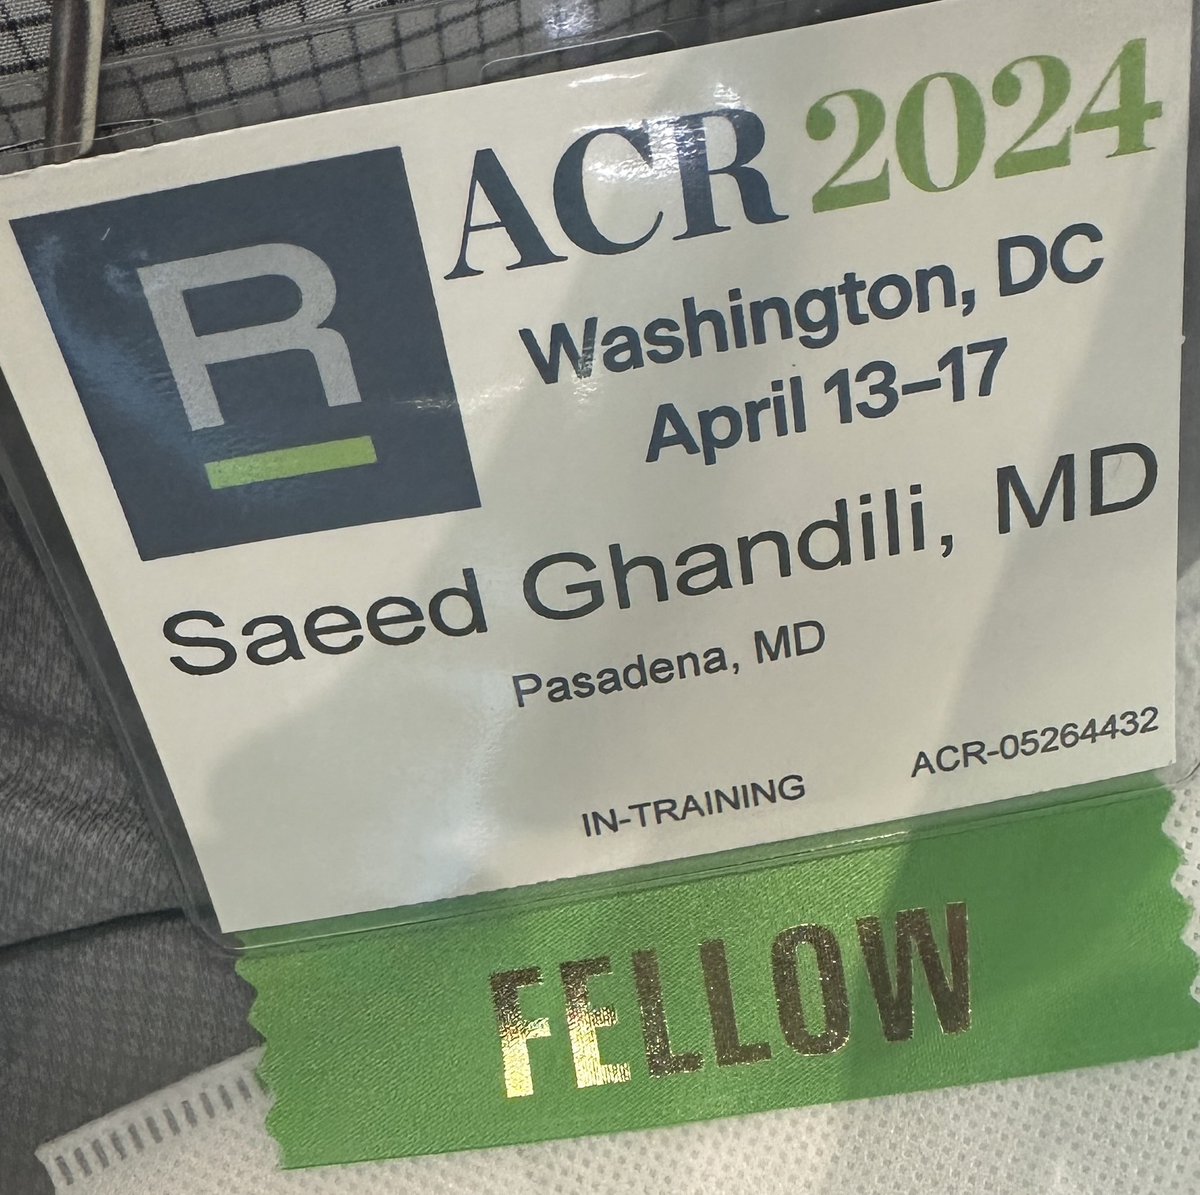 R
ACR 2024
Washington, DC
April 13–17
Saeed Ghandili, MD
Pasadena, MD
IN-TRAINING
ACR-05264432
FELLOW